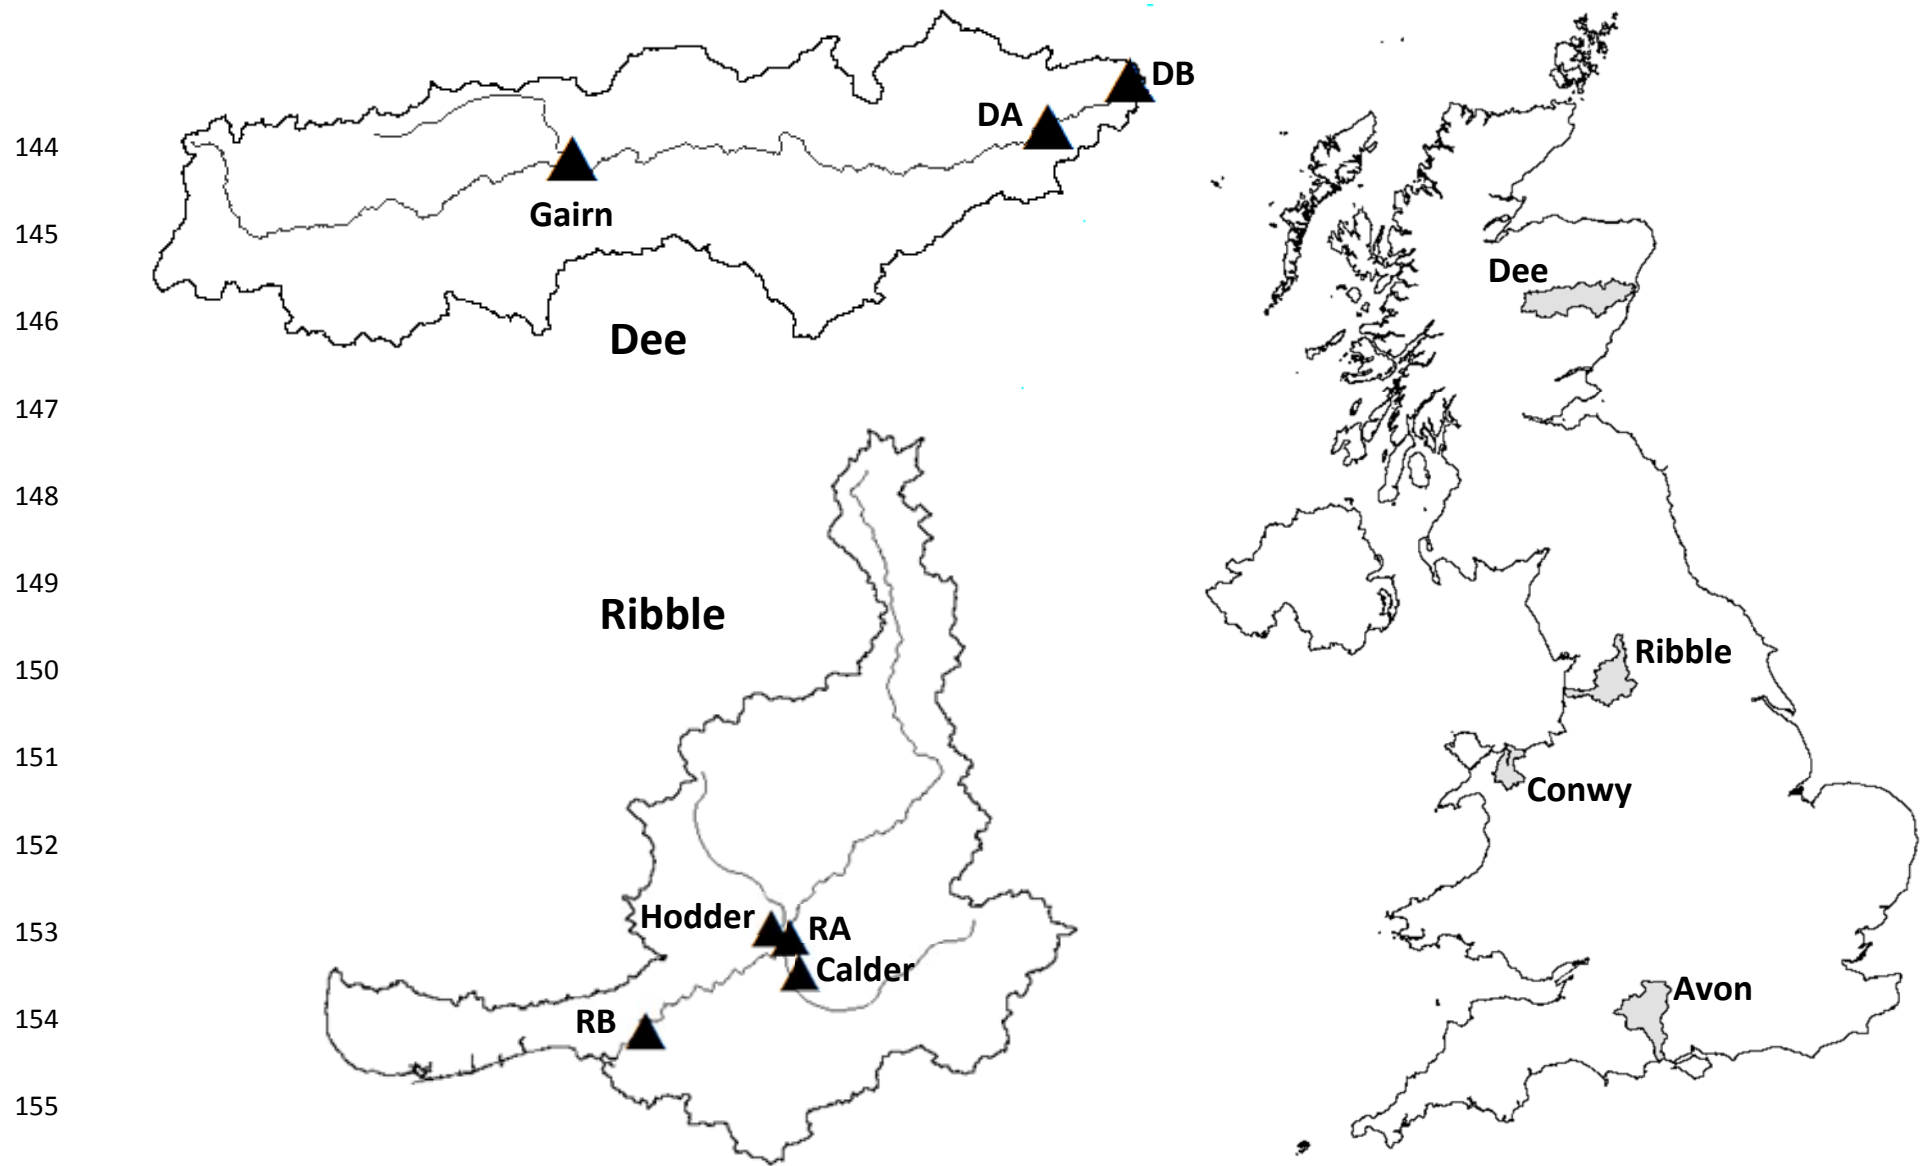 DB
DA
144
Gairn
145
Dee
146
Dee
147
148
149
Ribble
Ribble
150
151
Conwy
152
Hodder
RA
153
Calder
Avon
154
RB
155